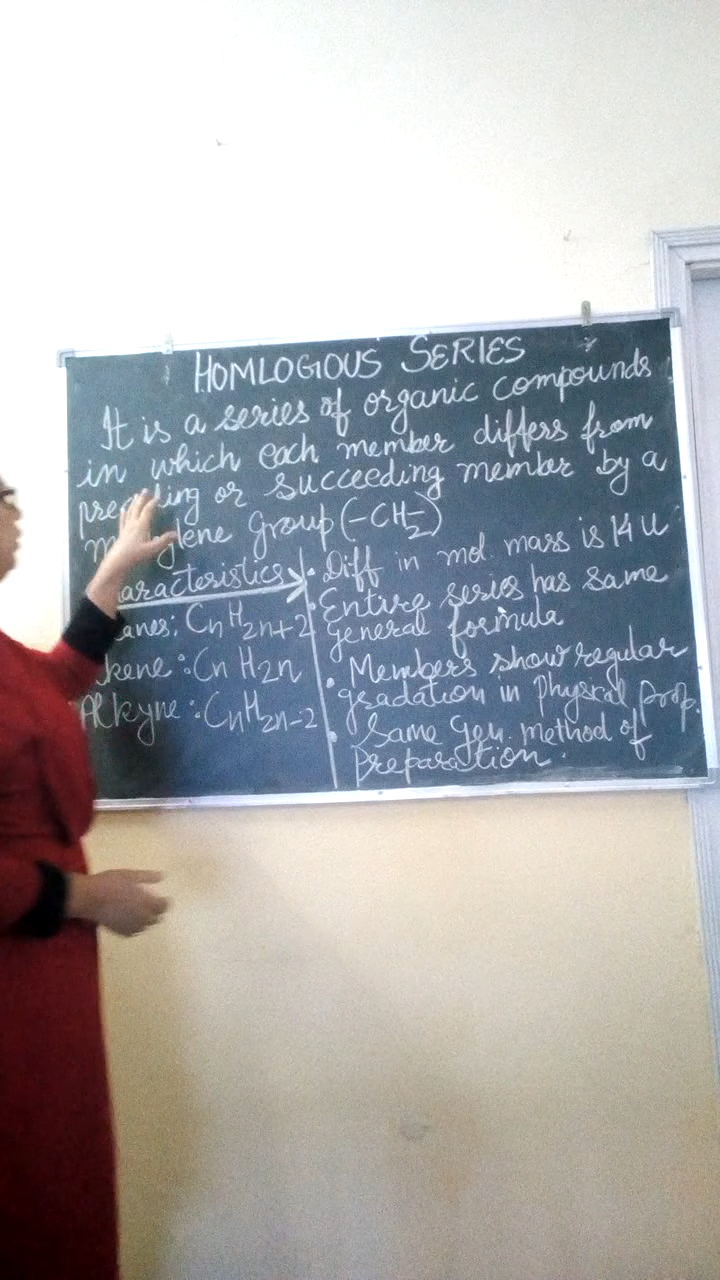 HOMLOGIOUS SERIES
It is a series of organic compounds
in which each member differs from
or succeeding member by a
Group (-CH2-)
Diff in mol. mass is 14 u
Entire series has same
general formula
Members show regular
gradation in Physical prop.
Same Gen. method of
preparation.
aracteristics
anes: CnH2n+2
kene: CnH2n
Alkyne: CnH2n-2